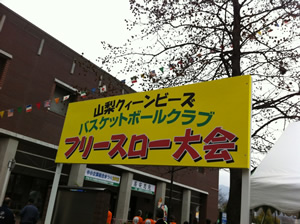 山梨クィーンビーズ
バスケットボールクラブ
フリースロー大会